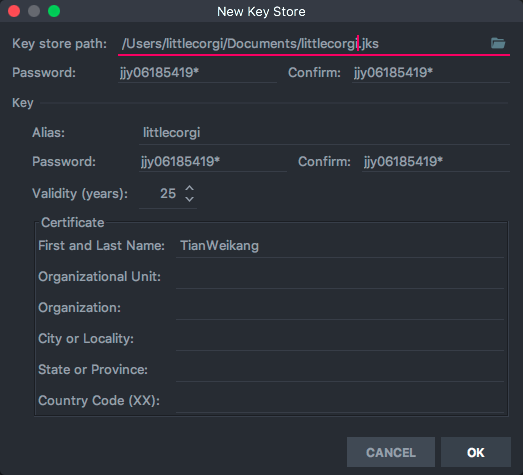 New Key Store
Key store path: /Users/littlecorgi/Documents/littlecorgi.jks
Password: jjy06185419* Confirm: jjy06185419*
Key
Alias: littlecorgi
Password: jjy06185419* Confirm: jjy06185419*
Validity (years): 25
Certificate
First and Last Name: TianWeikang
Organizational Unit:
Organization:
City or Locality:
State or Province:
Country Code (XX):
CANCEL OK